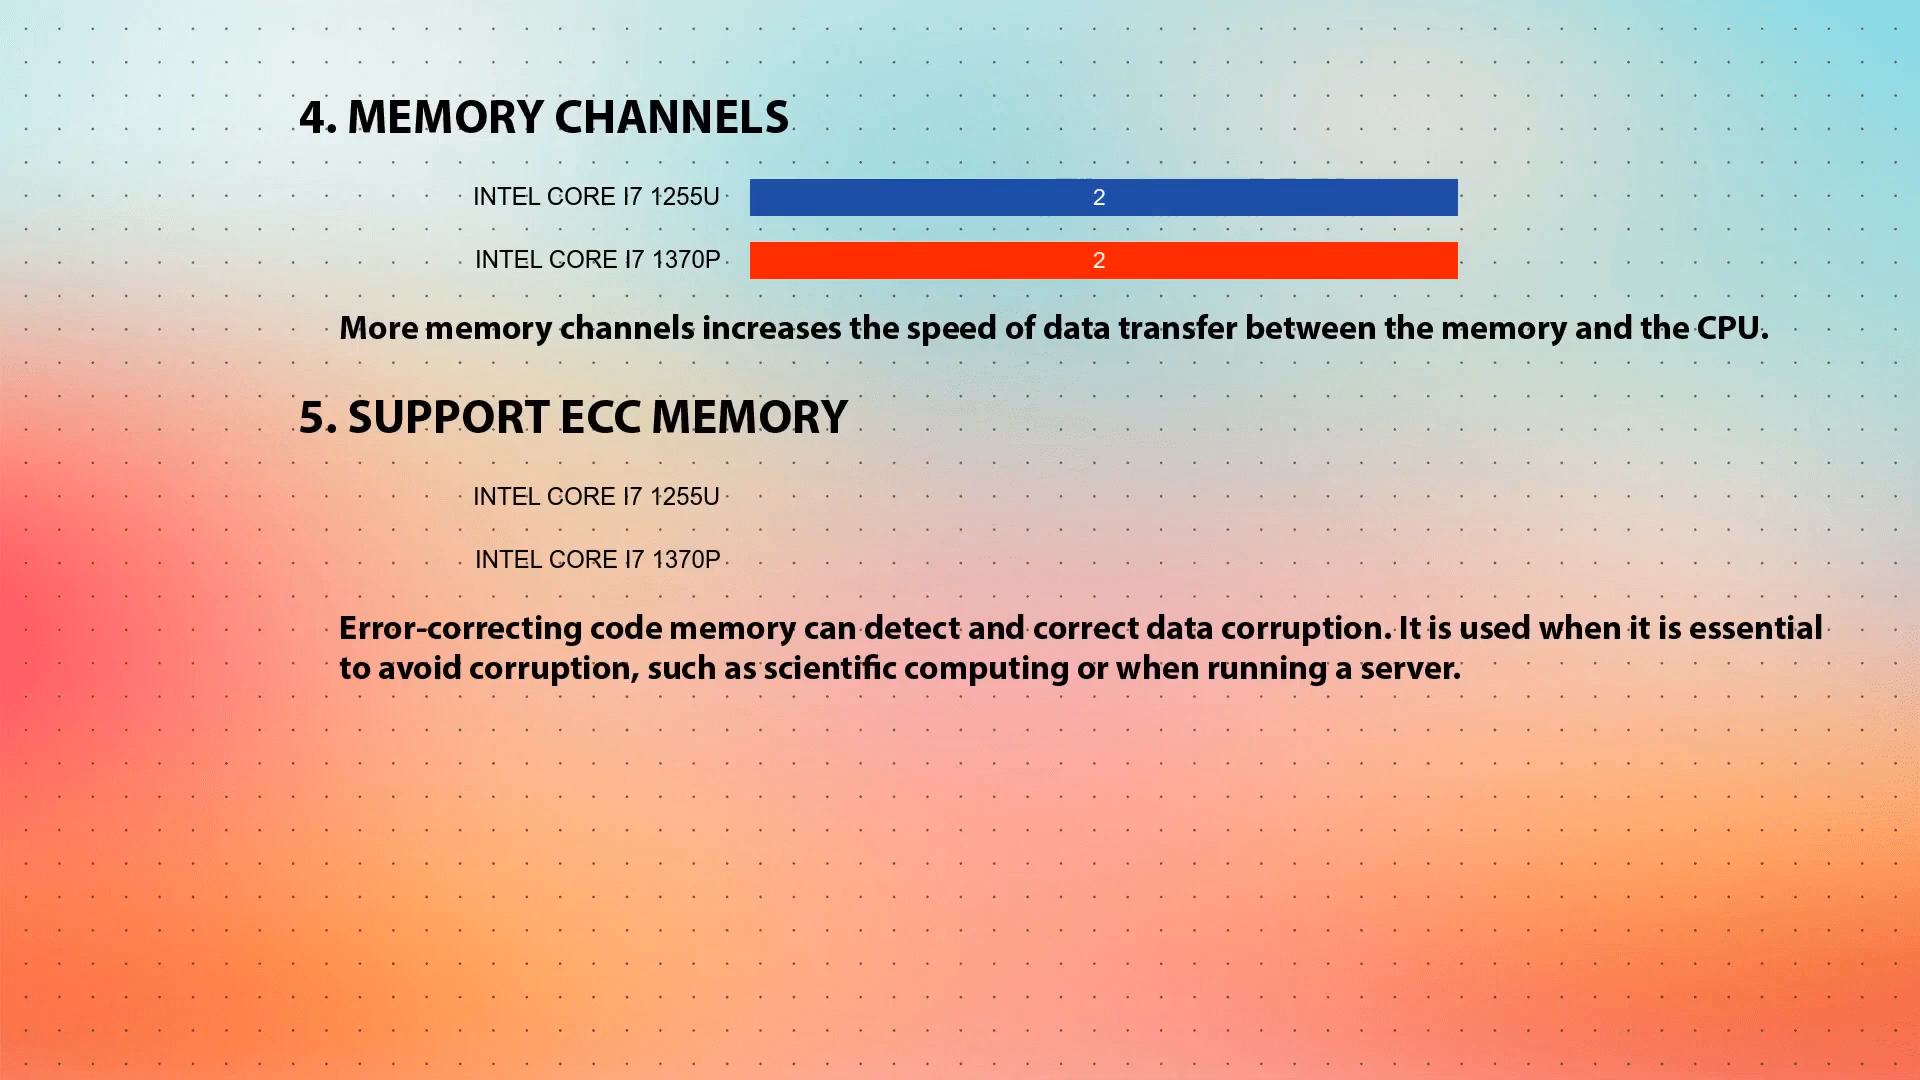 4. MEMORY CHANNELS
INTEL CORE I7 1255U
2
INTEL CORE I7 1370P
2
More memory channels increases the speed of data transfer between the memory and the CPU.
5. SUPPORT ECC MEMORY
INTEL CORE I7 1255U
INTEL CORE I7 1370P
Error-correcting code memory can detect and correct data corruption. It is used when it is essential
to avoid corruption, such as scientific computing or when running a server.